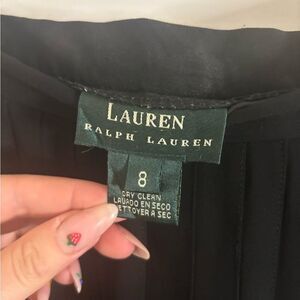 LAUREN
RALPH LAUREN
8
DRY CLEAN
LAVADO EN SECO
NETTOYER A SEC